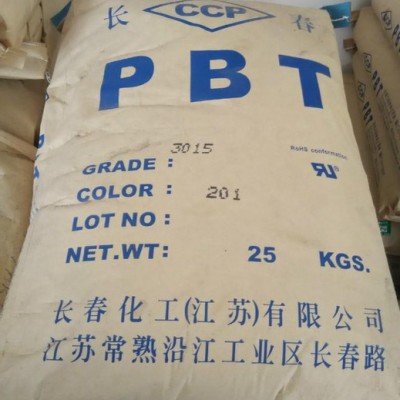 长 CCP 春
PBT
GRADE: 3015
RoHS conformative
COLOR: 201
LOT NO:
NET.WT: 25 KGS.
长春化工(江苏)有限公司
江苏常熟沿江工业区长春路